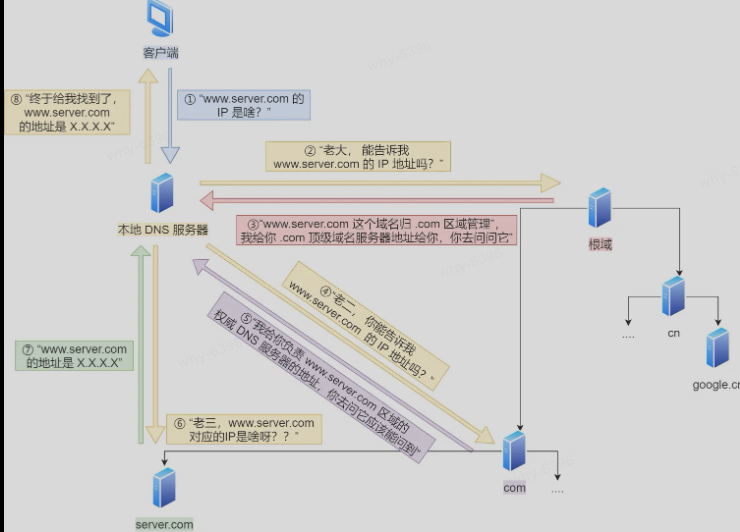 客户端
⑧ “终于给我找到了，
www.server.com
的地址是 X.X.X.X”
① “www.server.com 的
IP 是啥？”
② “老大， 能告诉我
www.server.com 的 IP 地址吗？”
本地 DNS 服务器
③“www.server.com 这个域名归 .com 区域管理”，
我给你 .com 顶级域名服务器地址给你，你去问问它”
根域
④“老二， 你能告诉我
www.server.com 的 IP 地址吗？”
⑤“我给你负责 www.server.com 区域的
权威 DNS 服务器的地址，你去问它应该能问到”
....
cn
google.cn
⑦ “www.server.com
的地址是 X.X.X.X”
⑥ “老三，www.server.com
对应的IP是啥呀？？”
com
....
server.com